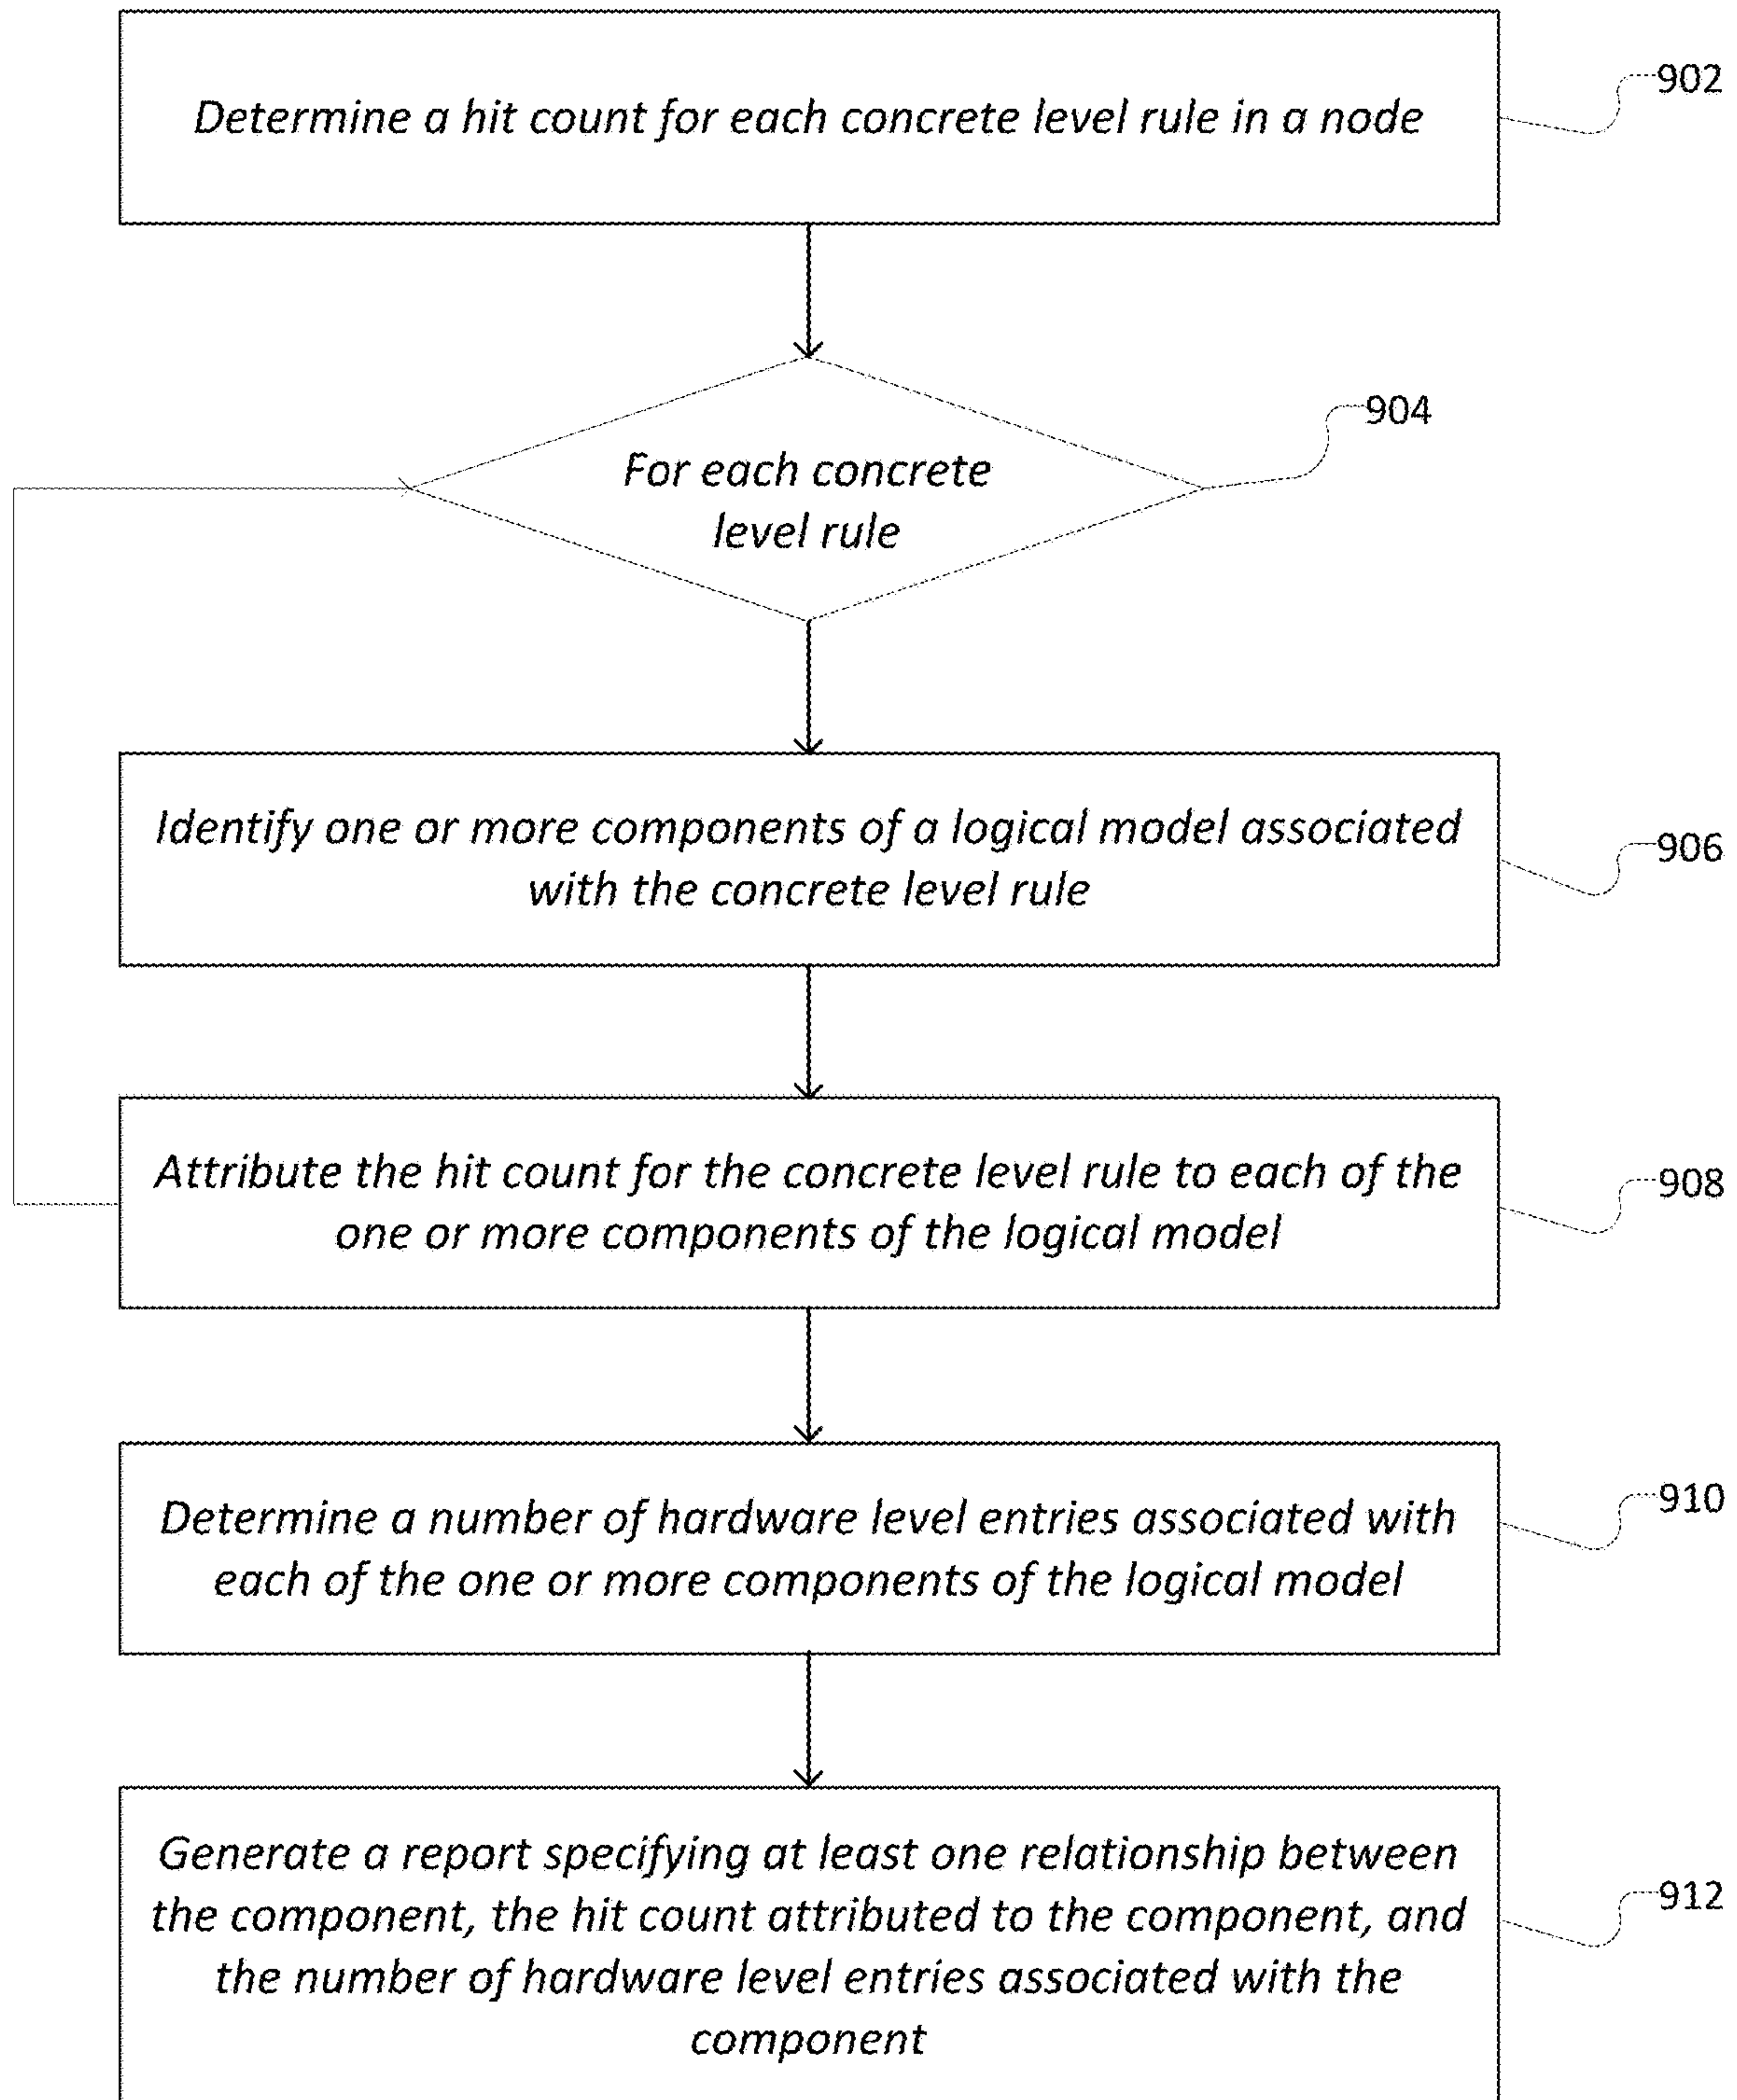 Determine a hit count for each concrete level rule in a node
902
904
For each concrete
level rule
Identify one or more components of a logical model associated
with the concrete level rule
906
Attribute the hit count for the concrete level rule to each of the
one or more components of the logical model
908
Determine a number of hardware level entries associated with
each of the one or more components of the logical model
910
Generate a report specifying at least one relationship between
the component, the hit count attributed to the component, and
the number of hardware level entries associated with the
component
912